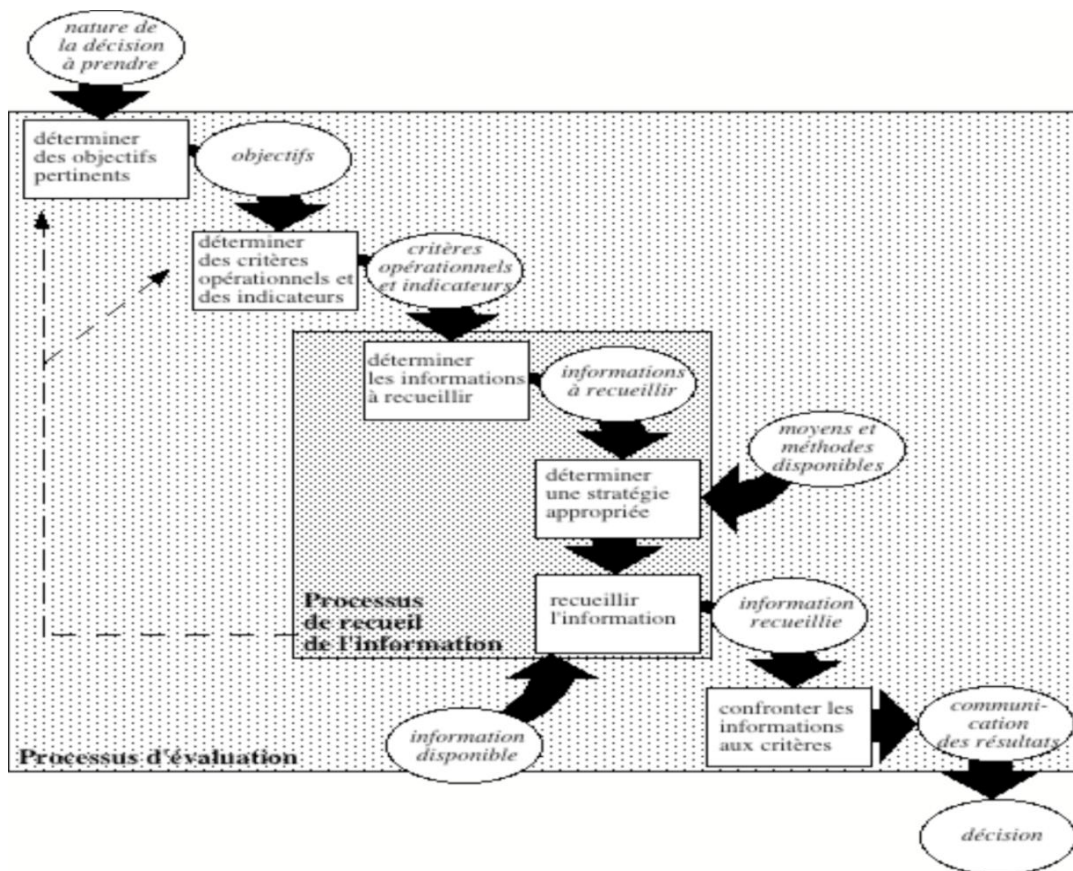 nature de
la décision
à prendre
déterminer
des objectifs
pertinents
objectifs
déterminer
des critères
opérationnels et
des indicateurs
critères
opérationnels
et indicateurs
déterminer
les informations
à recueillir
informations
à recueillir
moyens et
méthodes
disponibles
déterminer
une stratégie
appropriée
recueillir
l'information
Processus
de recueil
de l'information
information
recueillie
information
disponible
confronter les
informations
aux critères
communi-
cation
des résultats
Processus d'évaluation
décision